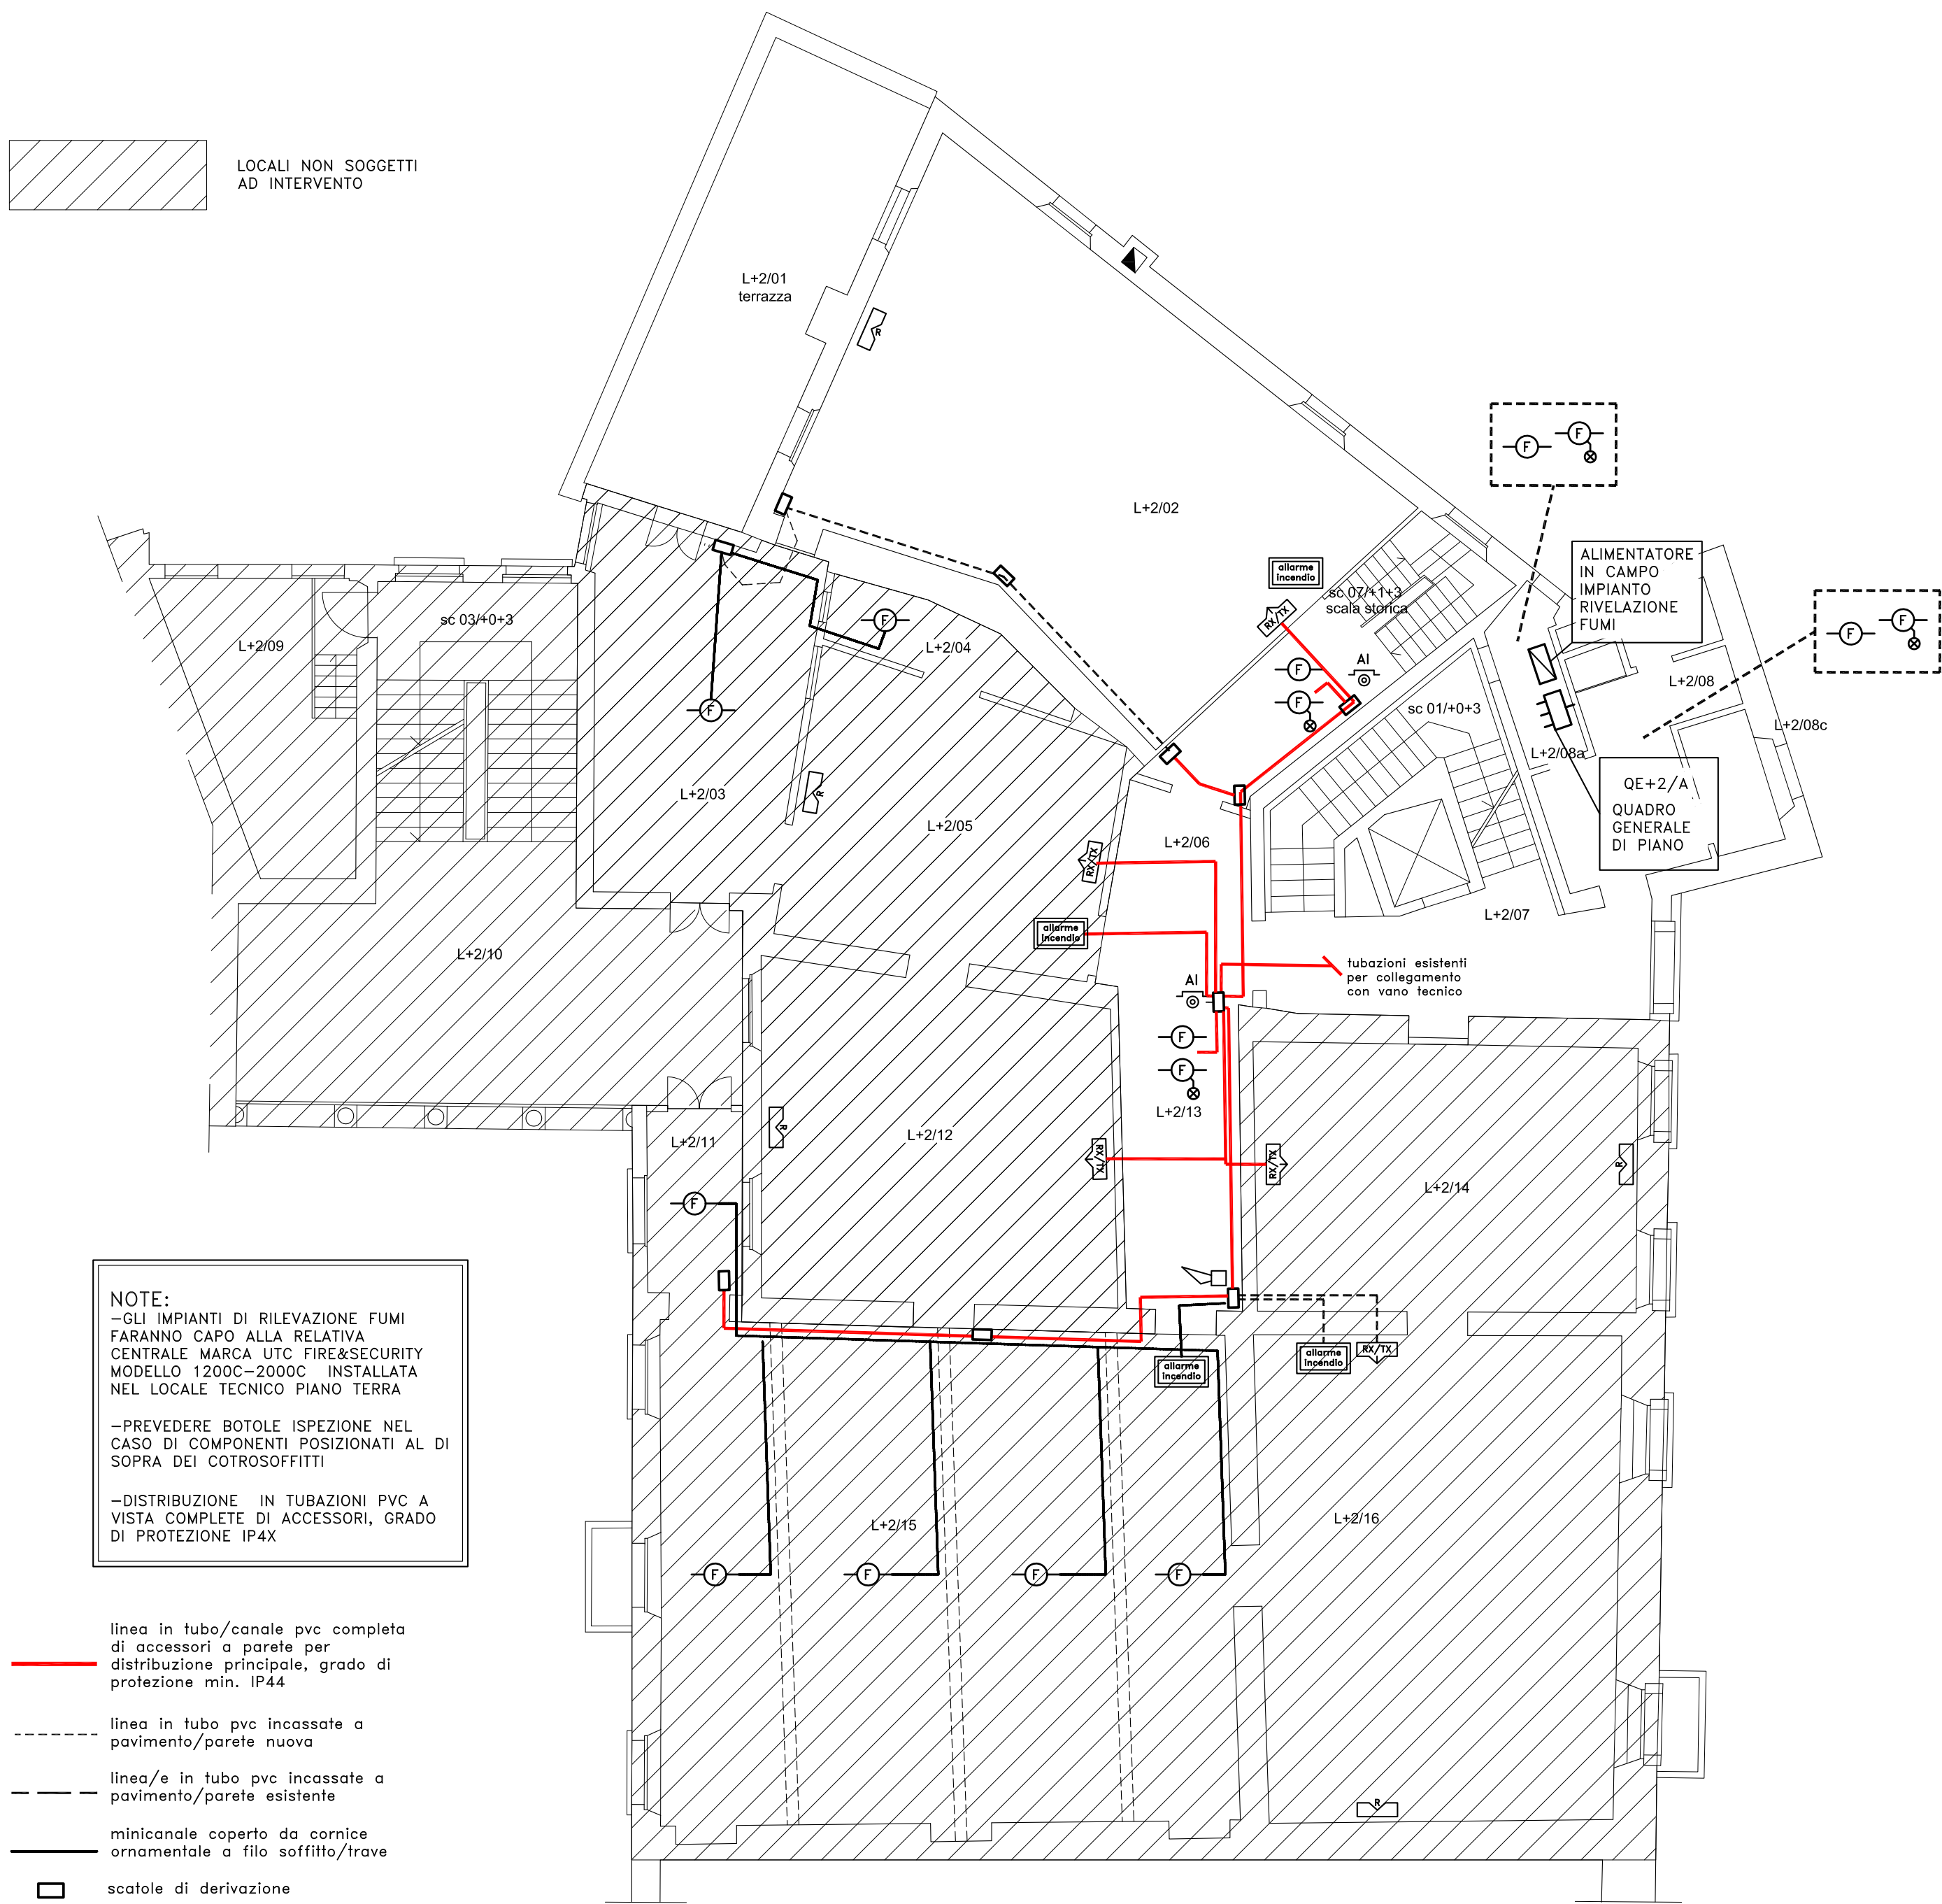 LOCALI NON SOGGETTI
AD INTERVENTO
L+2/01
terrazza
R
L+2/02
F
F
ALIMENTATORE
IN CAMPO
IMPIANTO
RIVELAZIONE
FUMI
allarme
incendio
sc 07/+1+3
scala storica
RX/TX
F
AI
F
F
F
L+2/08
L+2/08c
L+2/08a
sc 01/+0+3
QE+2/A
QUADRO
GENERALE
DI PIANO
sc 03/+0+3
L+2/09
F
L+2/04
F
L+2/03
R
L+2/05
L+2/06
RX/TX
L+2/07
allarme
incendio
L+2/10
tubazioni esistenti
per collegamento
con vano tecnico
AI
F
F
L+2/13
L+2/11
R
L+2/12
RX/TX
RX/TX
R
L+2/14
F
allarme
incendio
allarme
incendio
RX/TX
NOTE:
-GLI IMPIANTI DI RILEVAZIONE FUMI
FARANNO CAPO ALLA RELATIVA
CENTRALE MARCA UTC FIRE&SECURITY
MODELLO 1200C-2000C INSTALLATA
NEL LOCALE TECNICO PIANO TERRA
-PREVEDERE BOTOLE ISPEZIONE NEL
CASO DI COMPONENTI POSIZIONATI AL DI
SOPRA DEI COTROSOFFITTI
-DISTRIBUZIONE IN TUBAZIONI PVC A
VISTA COMPLETE DI ACCESSORI, GRADO
DI PROTEZIONE IP4X
L+2/15
L+2/16
F
F
F
F
R
linea in tubo/canale pvc completa
di accessori a parete per
distribuzione principale, grado di
protezione min. IP44
linea in tubo pvc incassate a
pavimento/parete nuova
linea/e in tubo pvc incassate a
pavimento/parete esistente
minicanale coperto da cornice
ornamentale a filo soffitto/trave
scatole di derivazione